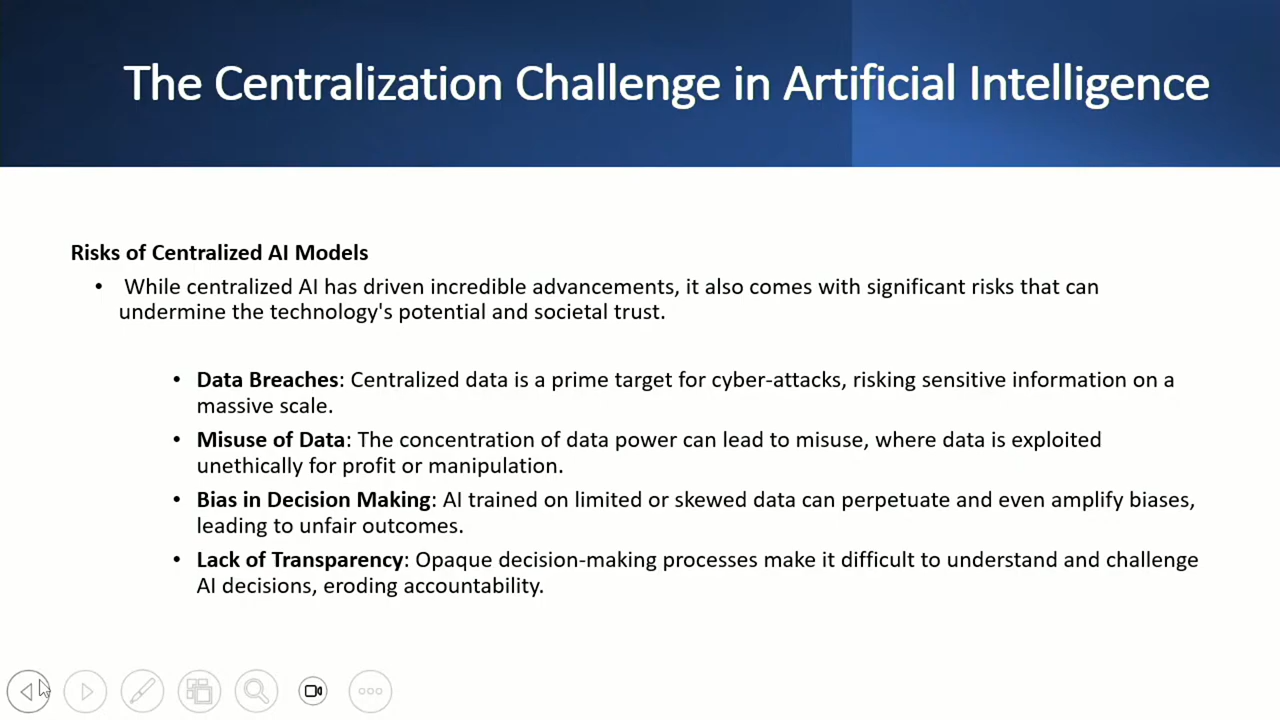 The Centralization Challenge in Artificial Intelligence
Risks of Centralized AI Models
• While centralized AI has driven incredible advancements, it also comes with significant risks that can
undermine the technology's potential and societal trust.
• Data Breaches: Centralized data is a prime target for cyber-attacks, risking sensitive information on a
massive scale.
• Misuse of Data: The concentration of data power can lead to misuse, where data is exploited
unethically for profit or manipulation.
• Bias in Decision Making: AI trained on limited or skewed data can perpetuate and even amplify biases,
leading to unfair outcomes.
• Lack of Transparency: Opaque decision-making processes make it difficult to understand and challenge
AI decisions, eroding accountability.